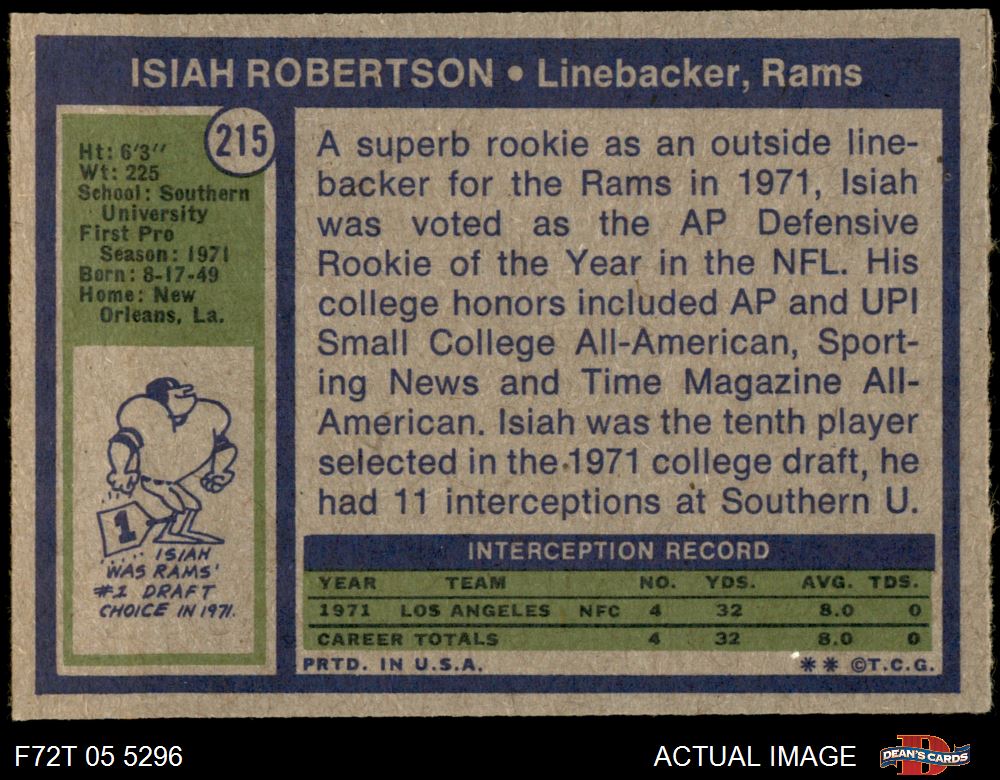 ISIAH ROBERTSON • Linebacker, Rams
215
Ht: 6'3"
Wt: 225
School: Southern
University
First Pro
Season: 1971
Born: 8-17-49
Home: New
Orleans, La.
1
ISIAH
WAS RAMS'
#1 DRAFT
CHOICE IN 1971.
A superb rookie as an outside line-
backer for the Rams in 1971, Isiah
was voted as the AP Defensive
Rookie of the Year in the NFL. His
college honors included AP and UPI
Small College All-American, Sport-
ing News and Time Magazine All-
American. Isiah was the tenth player
selected in the 1971 college draft, he
had 11 interceptions at Southern U.
INTERCEPTION RECORD
YEAR TEAM NO. YDS. AVG. TDS.
1971 LOS ANGELES NFC 4 32 8.0 0
CAREER TOTALS 4 32 8.0 0
PRTD. IN U.S.A. ** ©T.C.G.
F72T 05 5296 ACTUAL IMAGE DEAN'S CARDS